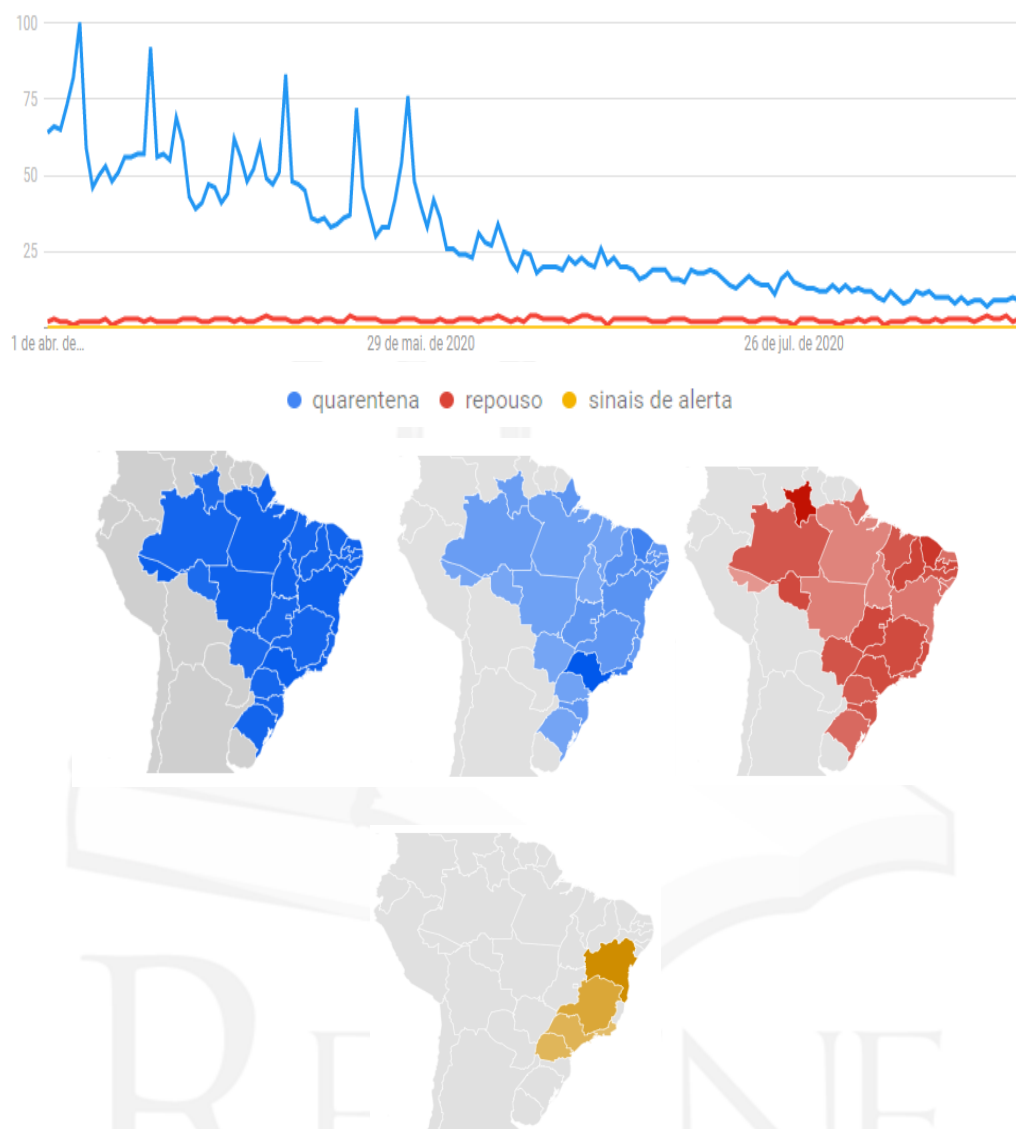 100
75
50
25
1 de abr. de...
29 de mai. de 2020
26 de jul. de 2020
quarentena repouso sinais de alerta